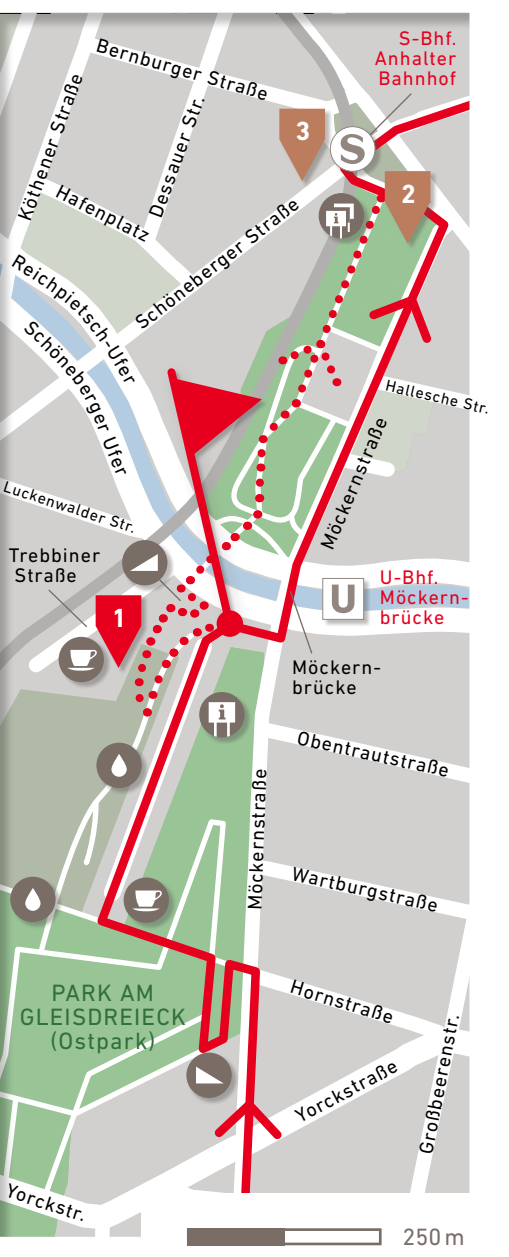 S-Bhf.
Anhalter
Bahnhof
Bernburger Straße
Köthener Straße
Dessauer Str.
3
S
2
Hafenplatz
Schöneberger Straße
i
Reichpietsch-Ufer
Schöneberger Ufer
Hallesche Str.
Möckernstraße
Luckenwalder Str.
Trebbiner
Straße
U
U-Bhf.
Möckern-
brücke
1
Möckern-
brücke
i
Obentrautstraße
Möckernstraße
Wartburgstraße
PARK AM
GLEISDREIECK
(Ostpark)
Hornstraße
Großbeerenstr.
Yorckstraße
Yorckstr.
250 m